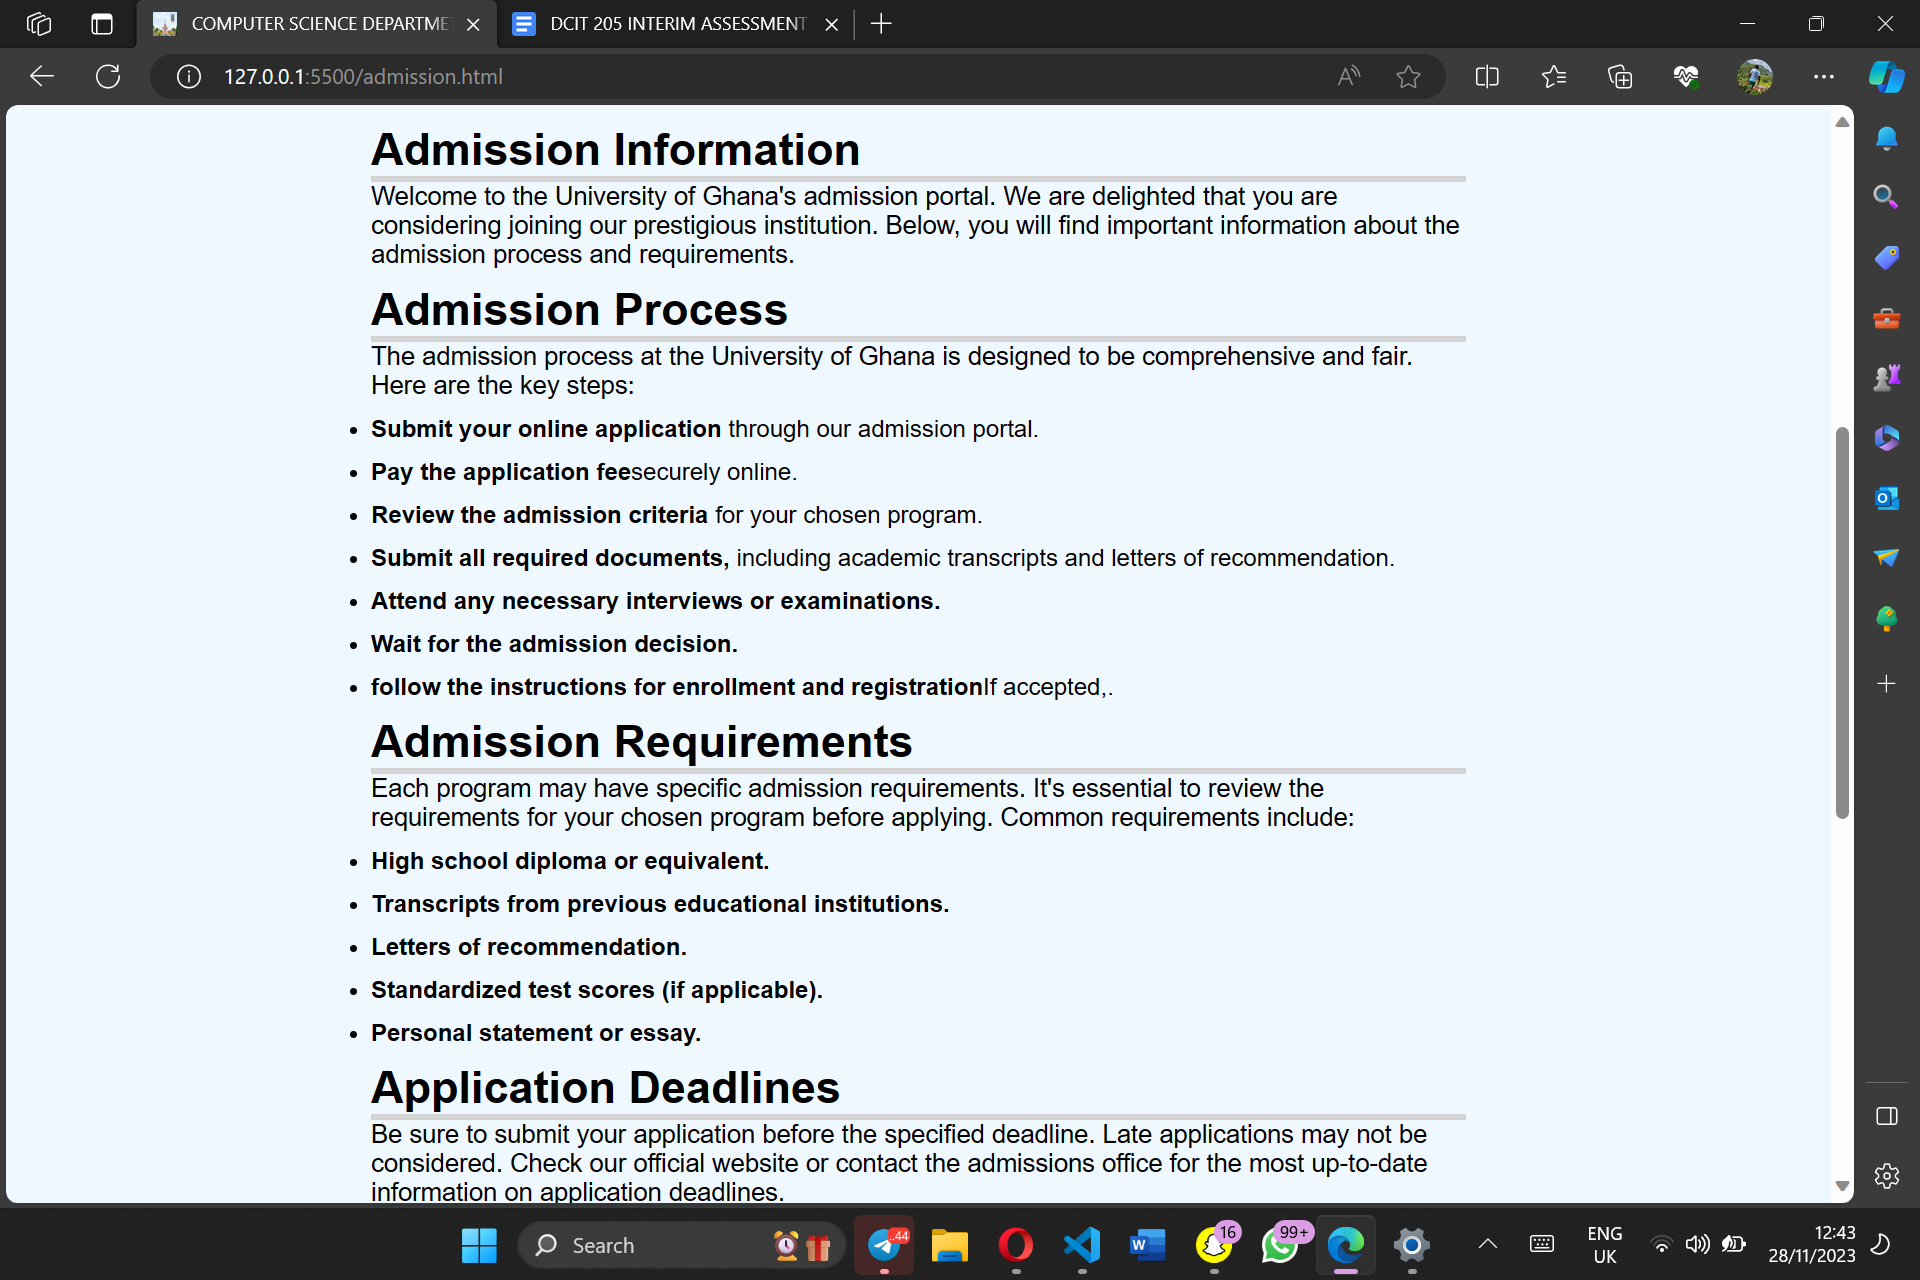 COMPUTER SCIENCE DEPARTME
DCIT 205 INTERIM ASSESSMENT
127.0.0.1:5500/admission.html
Admission Information
Welcome to the University of Ghana's admission portal. We are delighted that you are
considering joining our prestigious institution. Below, you will find important information about the
admission process and requirements.
Admission Process
The admission process at the University of Ghana is designed to be comprehensive and fair.
Here are the key steps:
• Submit your online application through our admission portal.
• Pay the application feesecurely online.
• Review the admission criteria for your chosen program.
• Submit all required documents, including academic transcripts and letters of recommendation.
• Attend any necessary interviews or examinations.
• Wait for the admission decision.
• follow the instructions for enrollment and registrationIf accepted,.
Admission Requirements
Each program may have specific admission requirements. It's essential to review the
requirements for your chosen program before applying. Common requirements include:
• High school diploma or equivalent.
• Transcripts from previous educational institutions.
• Letters of recommendation.
• Standardized test scores (if applicable).
• Personal statement or essay.
Application Deadlines
Be sure to submit your application before the specified deadline. Late applications may not be
considered. Check our official website or contact the admissions office for the most up-to-date
information on application deadlines.
Search
..44
16
99+
ENG
UK
12:43
28/11/2023